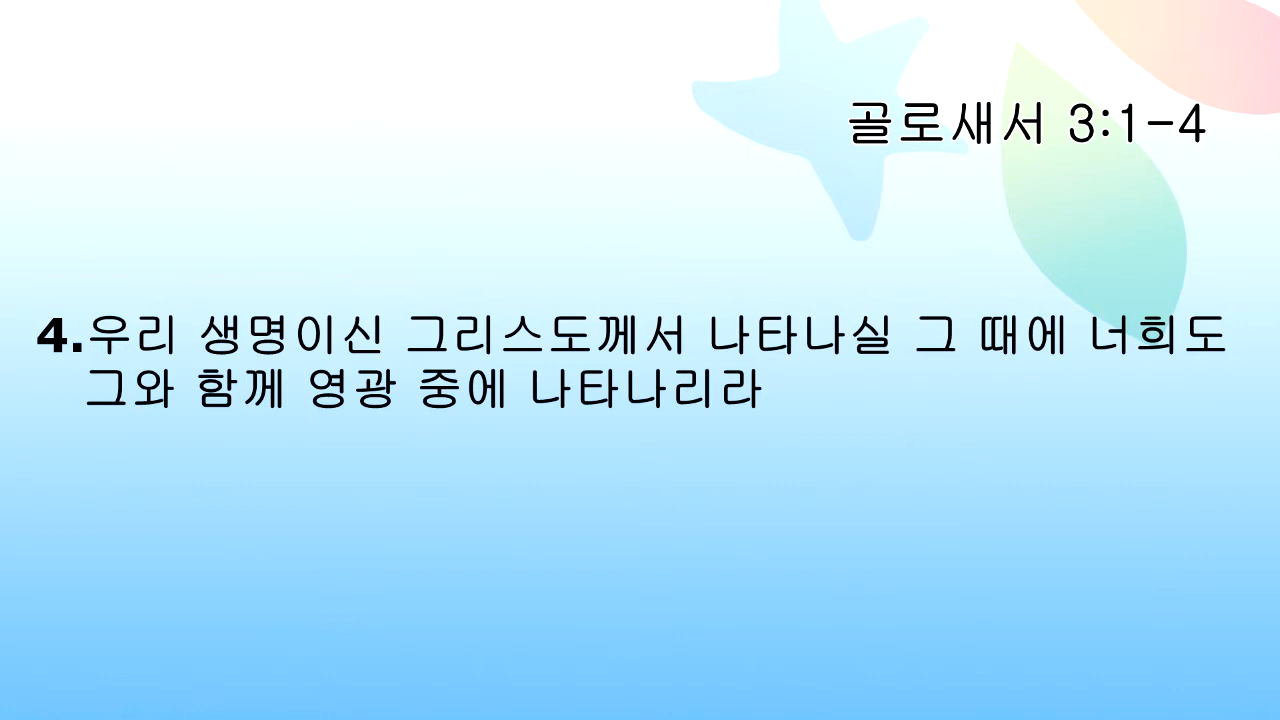 골로새서 3:1-4
4.우리 생명이신 그리스도께서 나타나실 그 때에 너희도
그와 함께 영광 중에 나타나리라